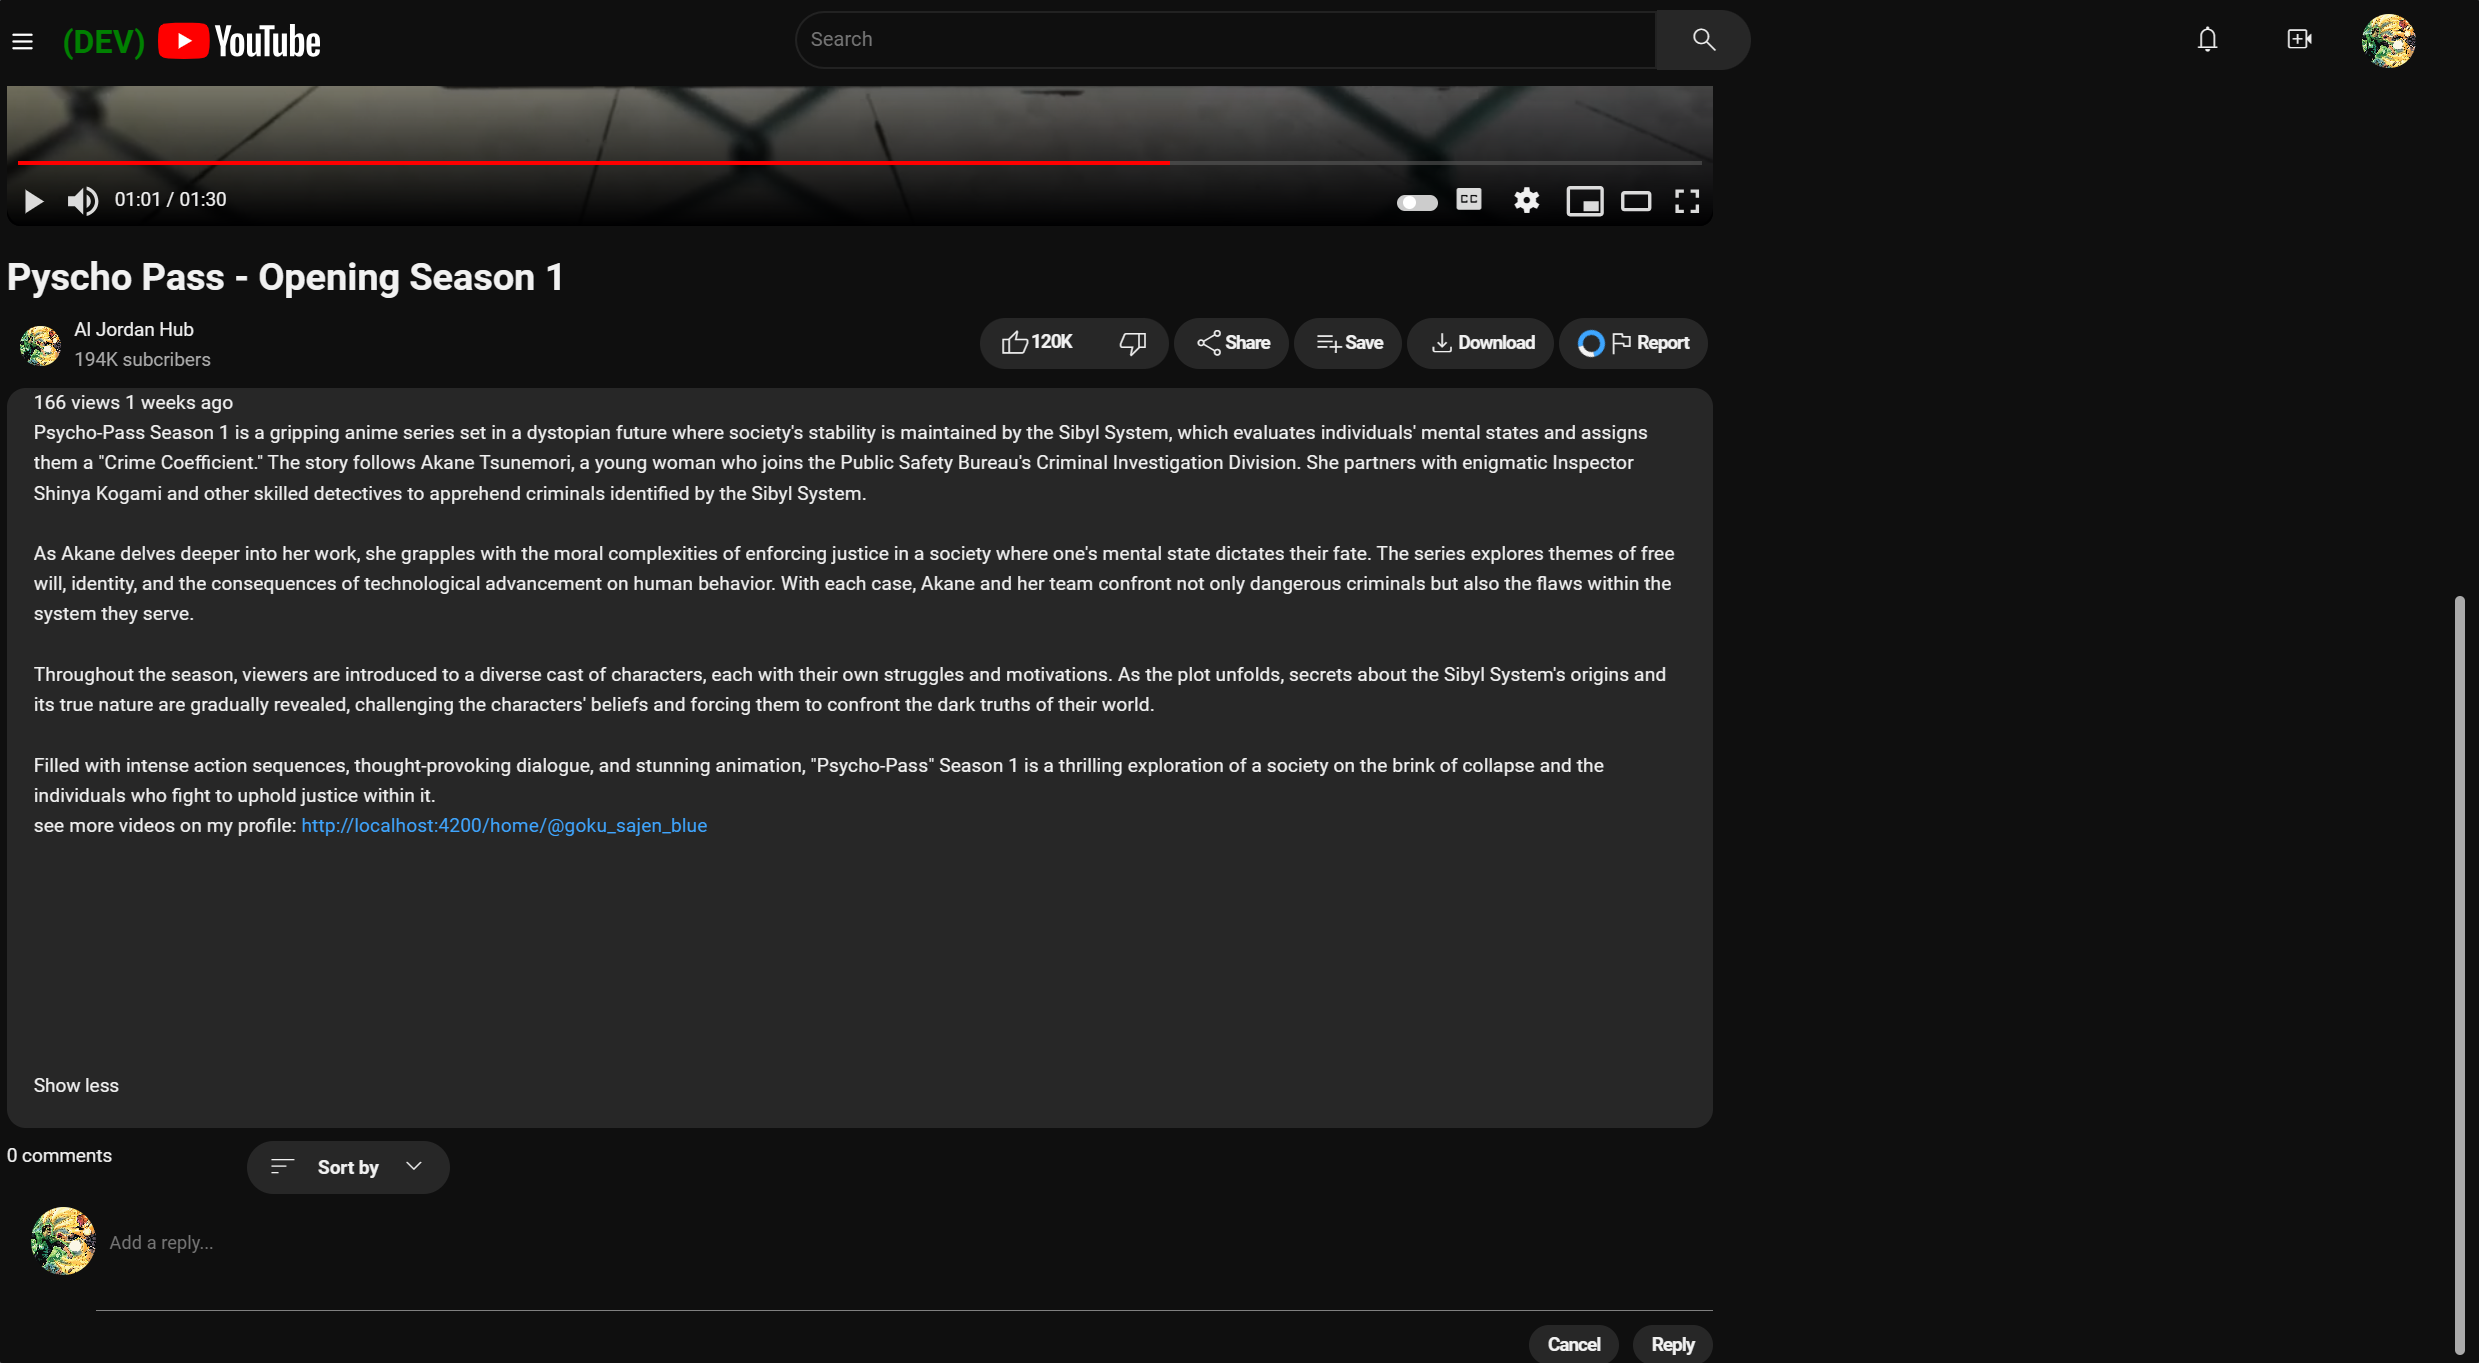 (DEV) YouTube
Search
01:01 / 01:30
CC
Pyscho Pass - Opening Season 1
Al Jordan Hub
194K subcribers
120K
Share
Save
Download
Report
166 views 1 weeks ago
Psycho-Pass Season 1 is a gripping anime series set in a dystopian future where society's stability is maintained by the Sibyl System, which evaluates individuals' mental states and assigns
them a "Crime Coefficient." The story follows Akane Tsunemori, a young woman who joins the Public Safety Bureau's Criminal Investigation Division. She partners with enigmatic Inspector
Shinya Kogami and other skilled detectives to apprehend criminals identified by the Sibyl System.
As Akane delves deeper into her work, she grapples with the moral complexities of enforcing justice in a society where one's mental state dictates their fate. The series explores themes of free
will, identity, and the consequences of technological advancement on human behavior. With each case, Akane and her team confront not only dangerous criminals but also the flaws within the
system they serve.
Throughout the season, viewers are introduced to a diverse cast of characters, each with their own struggles and motivations. As the plot unfolds, secrets about the Sibyl System's origins and
its true nature are gradually revealed, challenging the characters' beliefs and forcing them to confront the dark truths of their world.
Filled with intense action sequences, thought-provoking dialogue, and stunning animation, "Psycho-Pass" Season 1 is a thrilling exploration of a society on the brink of collapse and the
individuals who fight to uphold justice within it.
see more videos on my profile: http://localhost:4200/home/@goku_sajen_blue
Show less
0 comments
Sort by
Add a reply...
Cancel
Reply